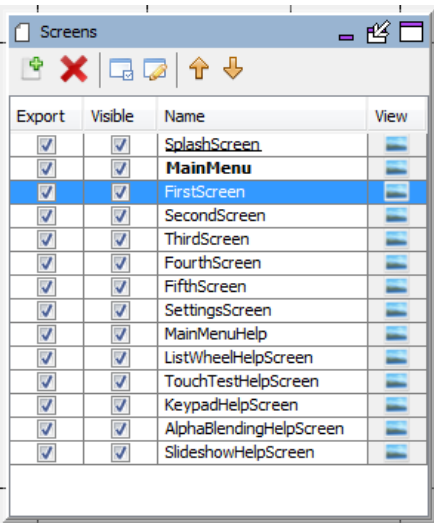 Screens
Export Visible Name View
SplashScreen
MainMenu
FirstScreen
SecondScreen
ThirdScreen
FourthScreen
FifthScreen
SettingsScreen
MainMenuHelp
ListWheelHelpScreen
TouchTestHelpScreen
KeypadHelpScreen
AlphaBlendingHelpScreen
SlideshowHelpScreen